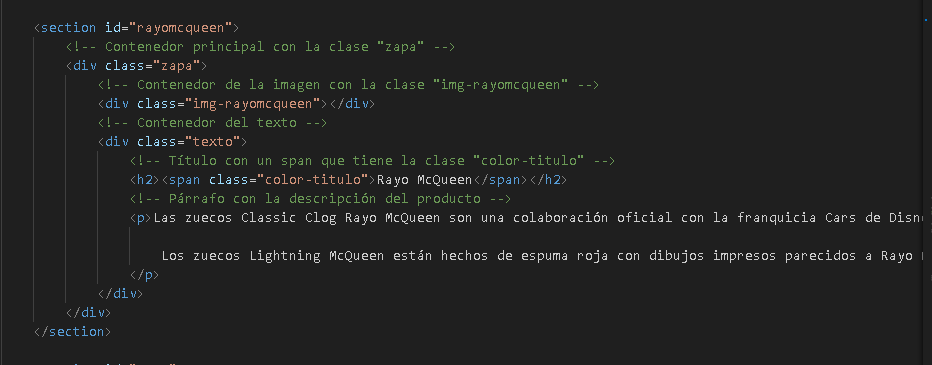 <section id="rayomcqueen">
<!-- Contenedor principal con la clase "zapa" -->
<div class="zapa">
<!-- Contenedor de la imagen con la clase "img-rayomcqueen" -->
<div class="img-rayomcqueen"></div>
<!-- Contenedor del texto -->
<div class="texto">
<!-- Título con un span que tiene la clase "color-titulo" -->
<h2><span class="color-titulo">Rayo McQueen</span></h2>
<!-- Párrafo con la descripción del producto -->
<p>Las zuecos Classic Clog Rayo McQueen son una colaboración oficial con la franquicia Cars de
Los zuecos Lightning McQueen están hechos de espuma roja con dibujos impresos parecidos a Rayo
</p>
</div>
</div>
</section>